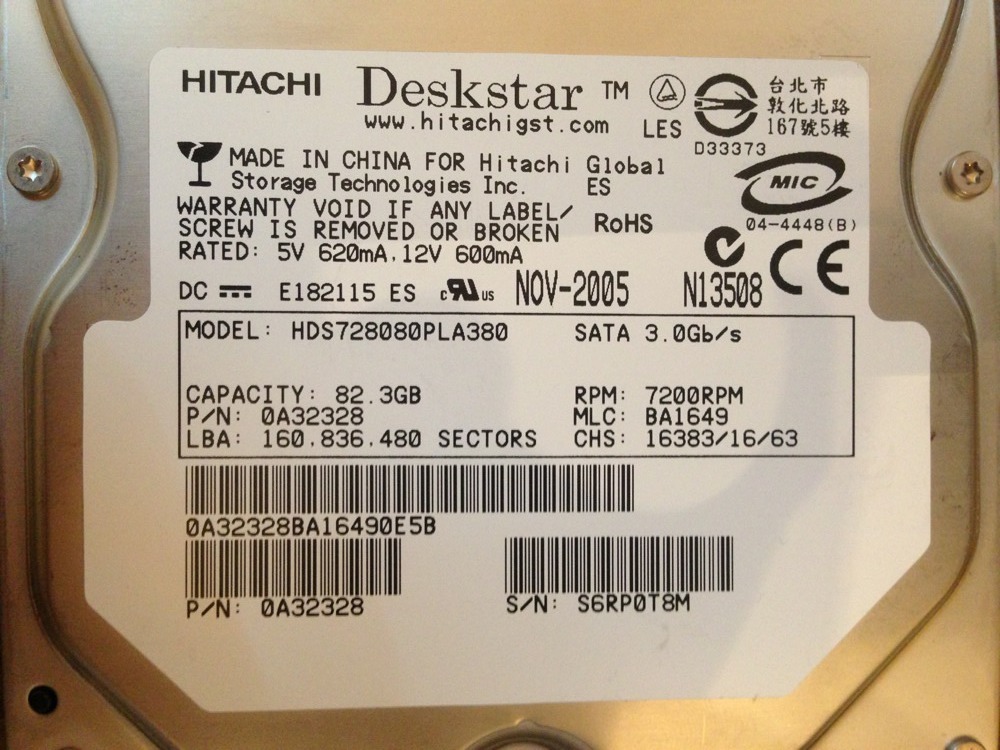 HITACHI Deskstar ™
www.hitachigst.com
LES
D33373
台北市
敦化北路
167號5樓
MADE IN CHINA FOR Hitachi Global
Storage Technologies Inc. ES
WARRANTY VOID IF ANY LABEL/
SCREW IS REMOVED OR BROKEN
RoHS
MIC
04-4448(B)
RATED: 5V 620mA,12V 600mA
DC E182115 ES c RU us NOV-2005 N13508 CE
MODEL: HDS728080PLA380 SATA 3.0Gb/s
CAPACITY: 82.3GB RPM: 7200RPM
P/N: 0A32328 MLC: BA1649
LBA: 160.836.480 SECTORS CHS: 16383/16/63
0A32328BA16490E5B
P/N: 0A32328 S/N: S6RP0T8M